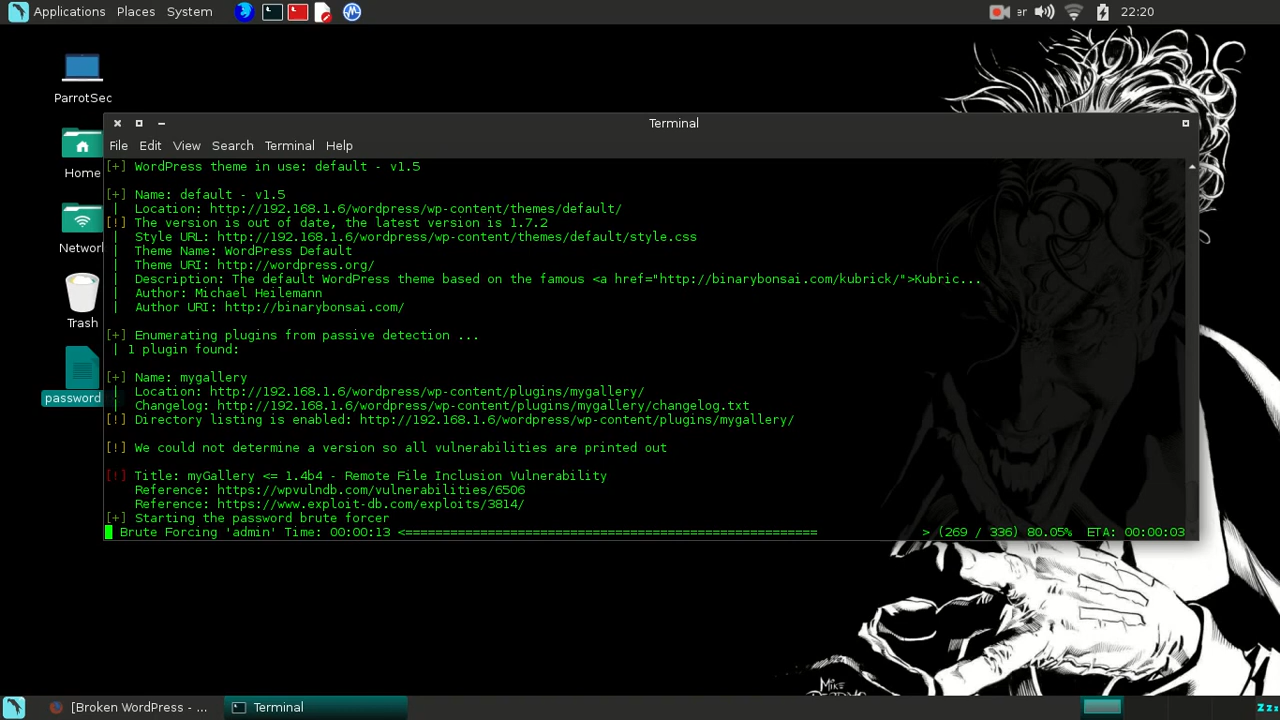 Applications Places System
er
22:20
ParrotSec
Home
Network
Trash
password
Terminal
File Edit View Search Terminal Help
[+] WordPress theme in use: default - v1.5
[+] Name: default - v1.5
| Location: http://192.168.1.6/wordpress/wp-content/themes/default/
[!] The version is out of date, the latest version is 1.7.2
| Style URL: http://192.168.1.6/wordpress/wp-content/themes/default/style.css
| Theme Name: WordPress Default
| Theme URI: http://wordpress.org/
| Description: The default WordPress theme based on the famous <a href="http://binarybonsai.com/kubrick/">Kubric...
| Author: Michael Heilemann
| Author URI: http://binarybonsai.com/
[+] Enumerating plugins from passive detection ...
| 1 plugin found:
[+] Name: mygallery
| Location: http://192.168.1.6/wordpress/wp-content/plugins/mygallery/
| Changelog: http://192.168.1.6/wordpress/wp-content/plugins/mygallery/changelog.txt
[!] Directory listing is enabled: http://192.168.1.6/wordpress/wp-content/plugins/mygallery/
[!] We could not determine a version so all vulnerabilities are printed out
[!] Title: myGallery <= 1.4b4 - Remote File Inclusion Vulnerability
Reference: https://wpvulndb.com/vulnerabilities/6506
Reference: https://www.exploit-db.com/exploits/3814/
[+] Starting the password brute forcer
Brute Forcing 'admin' Time: 00:00:13 <======================================================= > (269 / 336) 80.05% ETA: 00:00:03
MIKE
[Broken WordPress - ...
Terminal
zzz